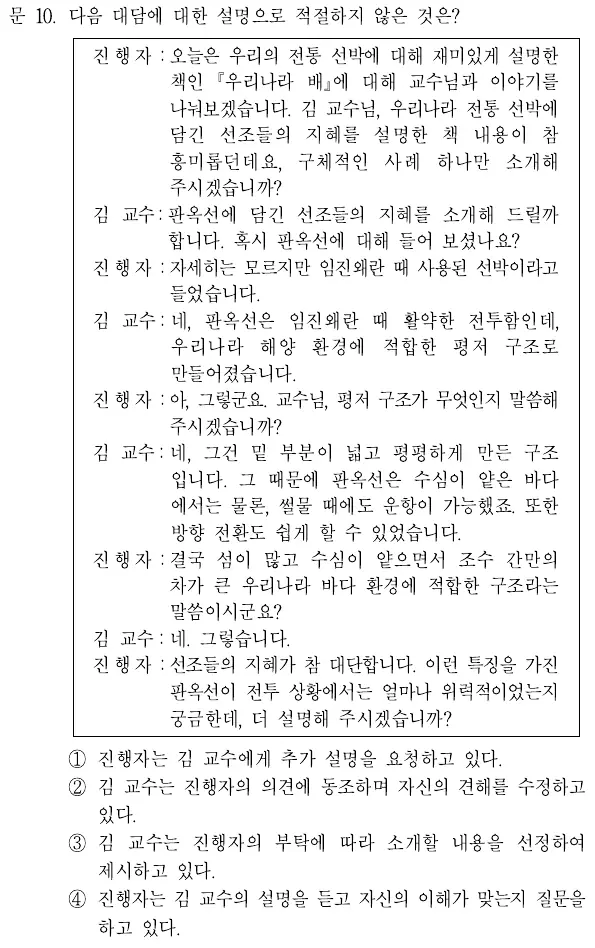 문 10. 다음 대담에 대한 설명으로 적절하지 않은 것은?
진행자: 오늘은 우리의 전통 선박에 대해 재미있게 설명한
책인 『우리나라 배』에 대해 교수님과 이야기를
나눠보겠습니다. 김 교수님, 우리나라 전통 선박에
담긴 선조들의 지혜를 설명한 책 내용이 참
흥미롭던데요, 구체적인 사례 하나만 소개해
주시겠습니까?
김 교수: 판옥선에 담긴 선조들의 지혜를 소개해 드릴까
합니다. 혹시 판옥선에 대해 들어 보셨나요?
진행자: 자세히는 모르지만 임진왜란 때 사용된 선박이라고
들었습니다.
김 교수: 네, 판옥선은 임진왜란 때 활약한 전투함인데,
우리나라 해양 환경에 적합한 평저 구조로
만들어졌습니다.
진행자: 아, 그렇군요. 교수님, 평저 구조가 무엇인지 말씀해
주시겠습니까?
김 교수: 네, 그건 밑 부분이 넓고 평평하게 만든 구조
입니다. 그 때문에 판옥선은 수심이 얕은 바다
에서는 물론, 썰물 때에도 운항이 가능했죠. 또한
방향 전환도 쉽게 할 수 있었습니다.
진행자: 결국 섬이 많고 수심이 얕으면서 조수 간만의
차가 큰 우리나라 바다 환경에 적합한 구조라는
말씀이시군요?
김 교수: 네. 그렇습니다.
진행자: 선조들의 지혜가 참 대단합니다. 이런 특징을 가진
판옥선이 전투 상황에서는 얼마나 위력적이었는지
궁금한데, 더 설명해 주시겠습니까?
① 진행자는 김 교수에게 추가 설명을 요청하고 있다.
② 김 교수는 진행자의 의견에 동조하며 자신의 견해를 수정하고
있다.
③ 김 교수는 진행자의 부탁에 따라 소개할 내용을 선정하여
제시하고 있다.
④ 진행자는 김 교수의 설명을 듣고 자신의 이해가 맞는지 질문을
하고 있다.